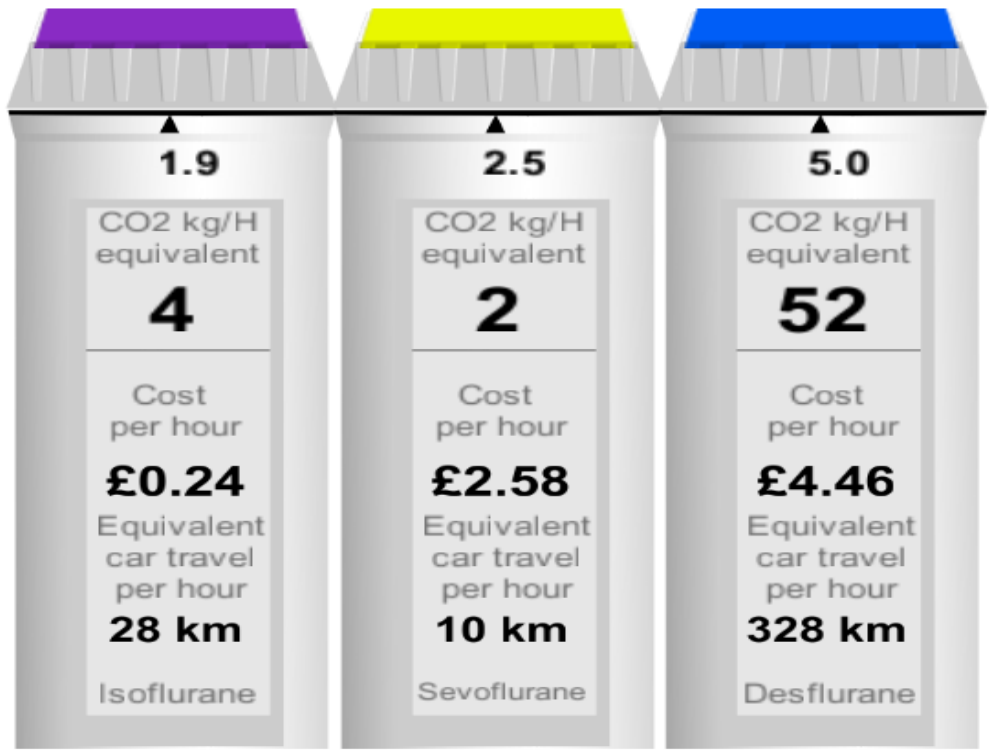 1.9
CO2 kg/H
equivalent
4
Cost
per hour
£0.24
Equivalent
car travel
per hour
28 km
Isoflurane
2.5
CO2 kg/H
equivalent
2
Cost
per hour
£2.58
Equivalent
car travel
per hour
10 km
Sevoflurane
5.0
CO2 kg/H
equivalent
52
Cost
per hour
£4.46
Equivalent
car travel
per hour
328 km
Desflurane